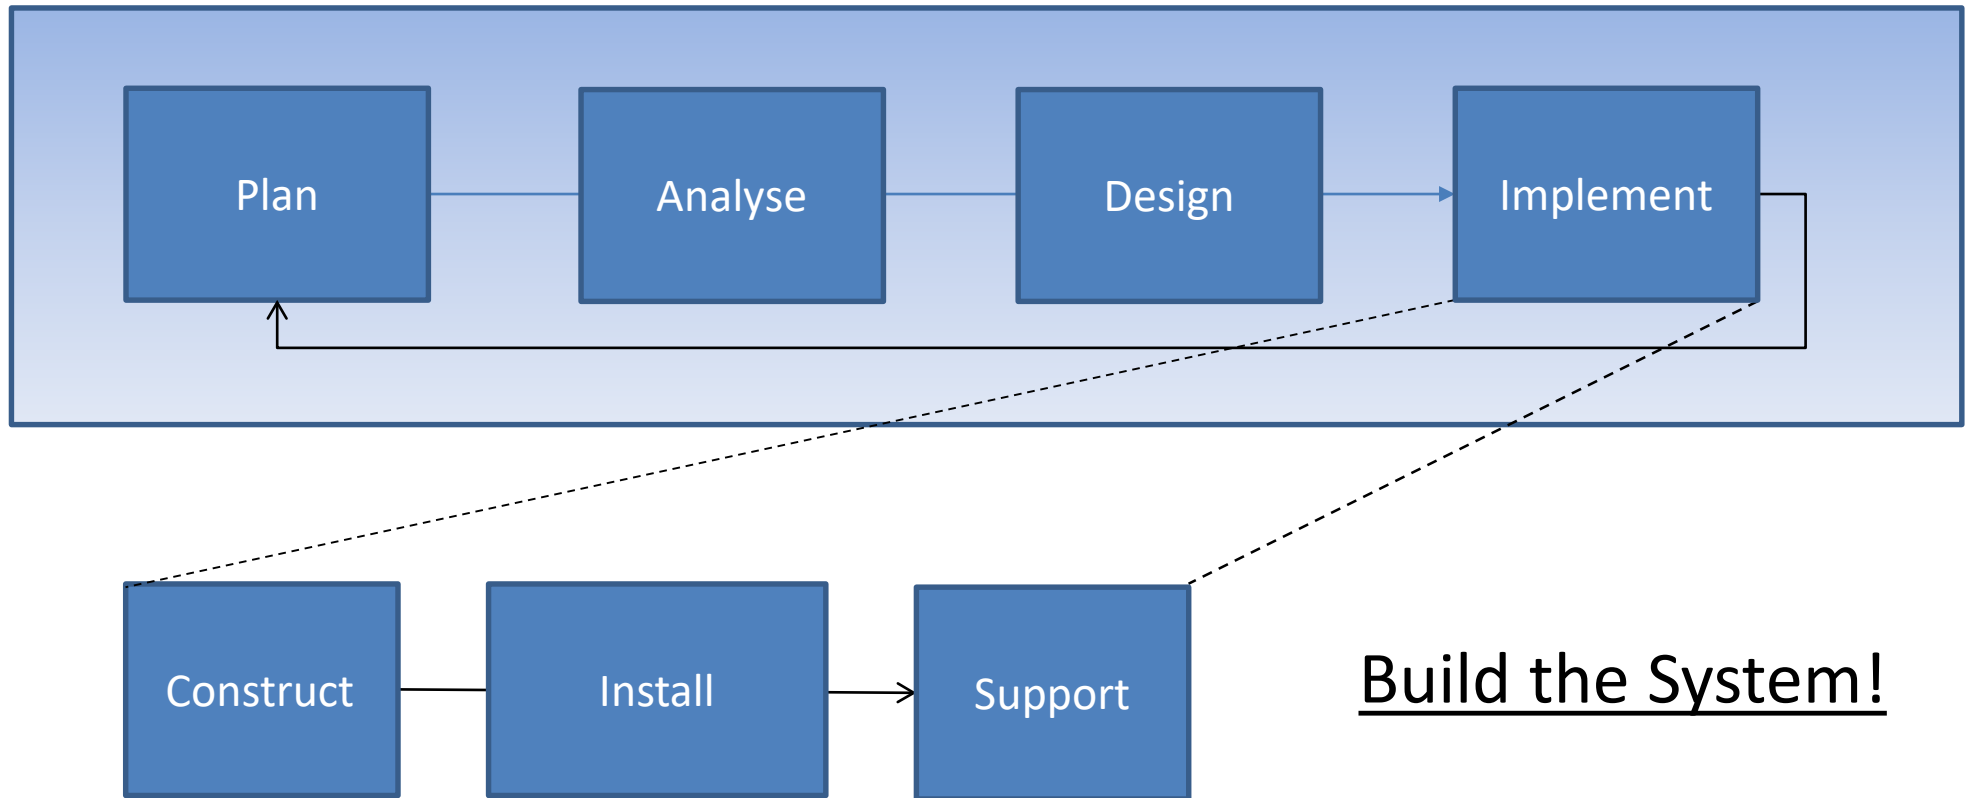 Plan
Analyse
Design
Implement
Construct
Install
Support
Build the System!